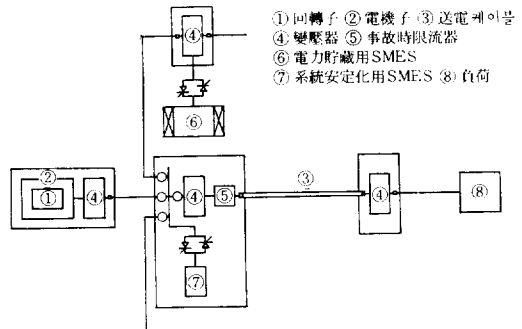 ① 回轉子 ② 電機子 ③ 送電케이블
④ 變壓器 ⑤ 事故時限流器
⑥ 電力貯藏用SMES
⑦ 系統安定化用SMES ⑧ 負荷
④
⑥
③
②
①
④
④
⑤
④
⑧
⑦